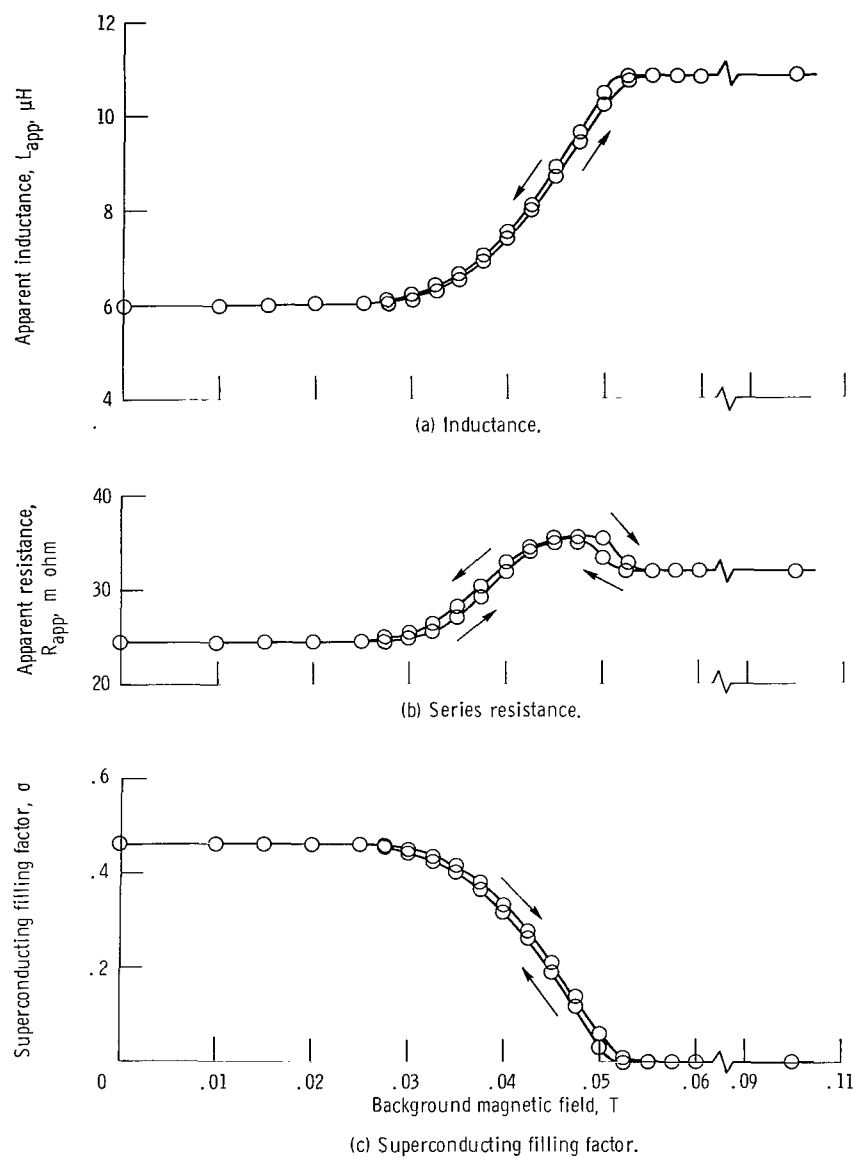 12
10
8
6
4
Apparent inductance, L_app, μH
(a) Inductance.
40
30
20
Apparent resistance,
R_app, m ohm
(b) Series resistance.
.6
.4
.2
0
Superconducting filling factor, σ
.01 .02 .03 .04 .05 .06 .09 .11
Background magnetic field, T
(c) Superconducting filling factor.